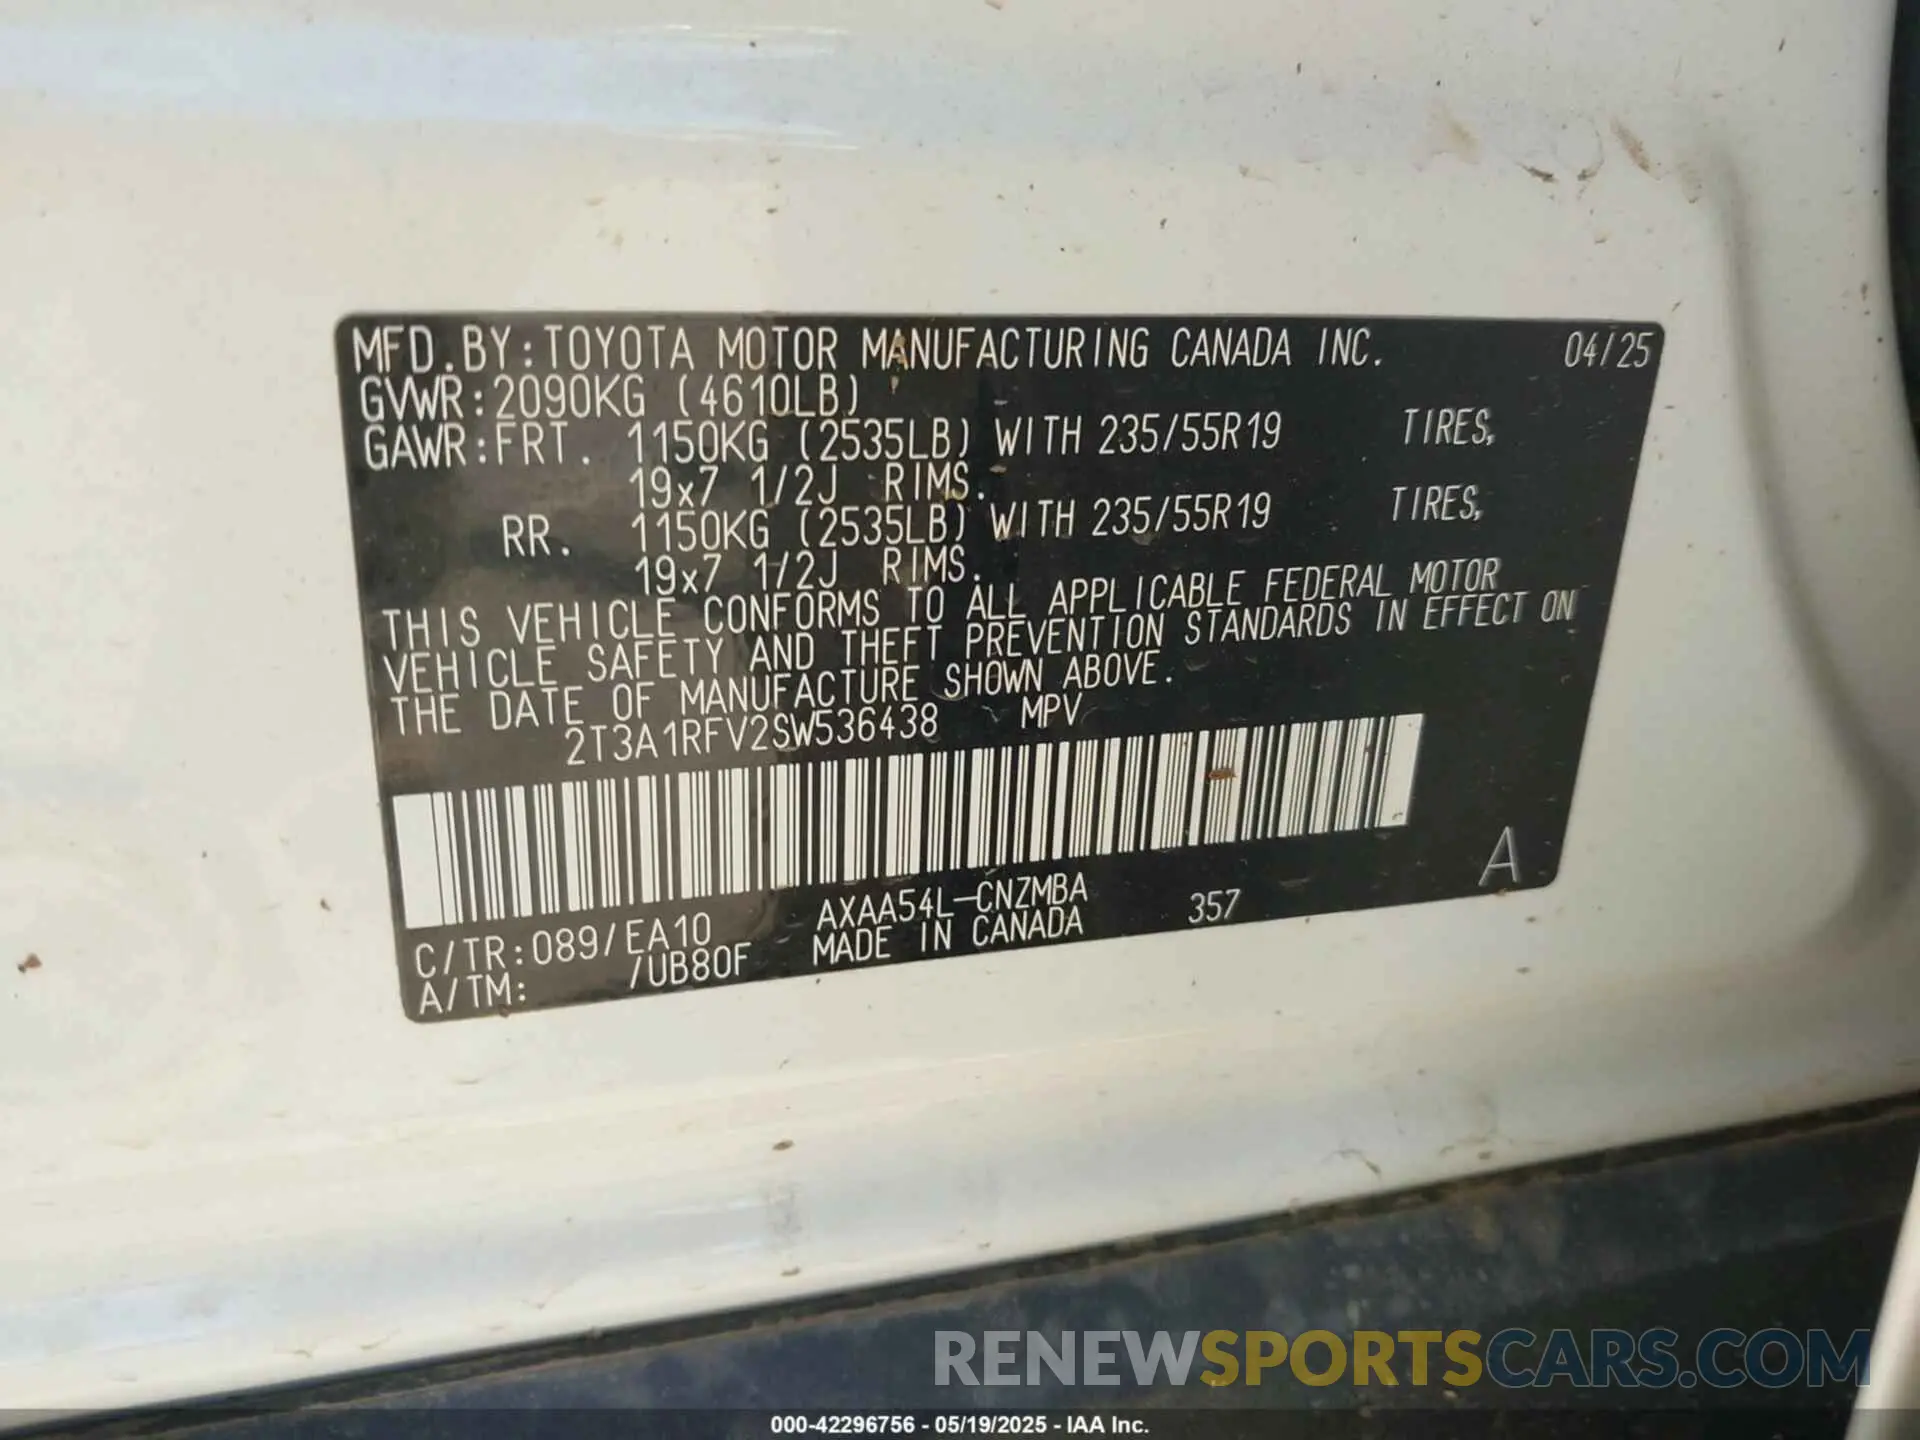 MFD.BY:TOYOTA MOTOR MANUFACTURING CANADA INC. 04/25
GVWR:2090KG (4610LB)
GAWR:FRT. 1150KG (2535LB) WITH 235/55R19 TIRES,
19x7 1/2J RIMS.
RR. 1150KG (2535LB) WITH 235/55R19 TIRES,
19x7 1/2J RIMS.
THIS VEHICLE CONFORMS TO ALL APPLICABLE FEDERAL MOTOR
VEHICLE SAFETY AND THEFT PREVENTION STANDARDS IN EFFECT ON
THE DATE OF MANUFACTURE SHOWN ABOVE.
2T3A1RFV2SW536438 MPV
A
AXAA54L-CNZMBA 357
C/TR:089/EA10 MADE IN CANADA
A/TM: /UB80F
RENEWSPORTSCARS.COM
000-42296756 - 05/19/2025 - IAA Inc.